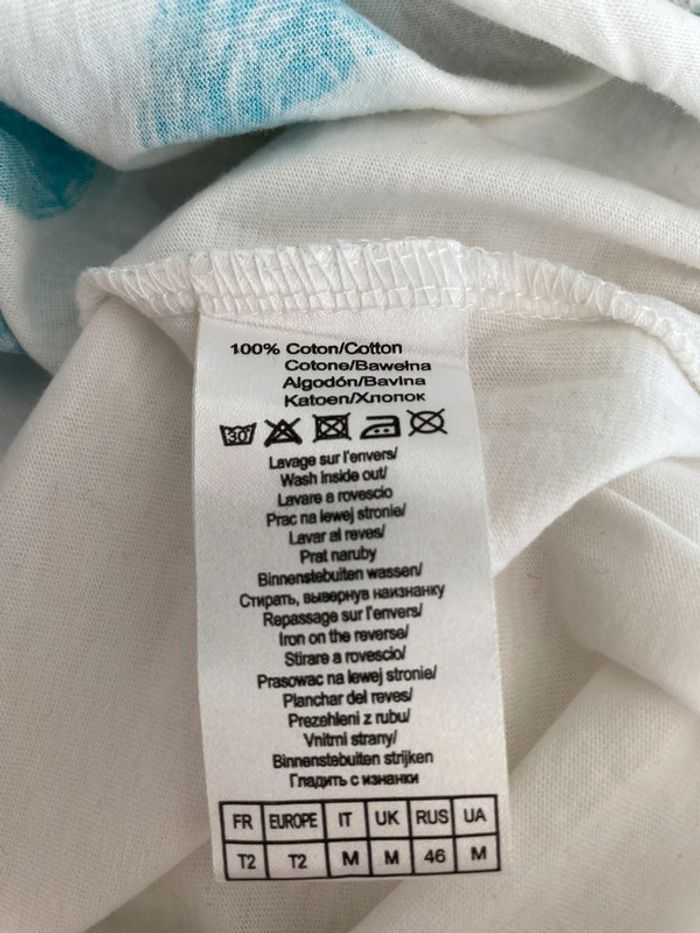 100% Coton/Cotton
Cotone/Bawełna
Algodón/Bavlna
Katoen/Хлопок
30
Lavage sur l'envers/
Wash inside out/
Lavare a rovescio
Prac na lewej stronie/
Lavar al reves/
Prat naruby
Binnenstebuiten wassen/
Стирать, вывернув наизнанку
Repassage sur l'envers/
Iron on the reverse/
Stirare a rovescio/
Prasowac na lewej stronie/
Planchar del reves/
Prezehleni z rubu/
Vnitrni strany/
Binnenstebuiten strijken
Гладить с изнанки
FR EUROPE IT UK RUS UA
T2 T2 M M 46 M